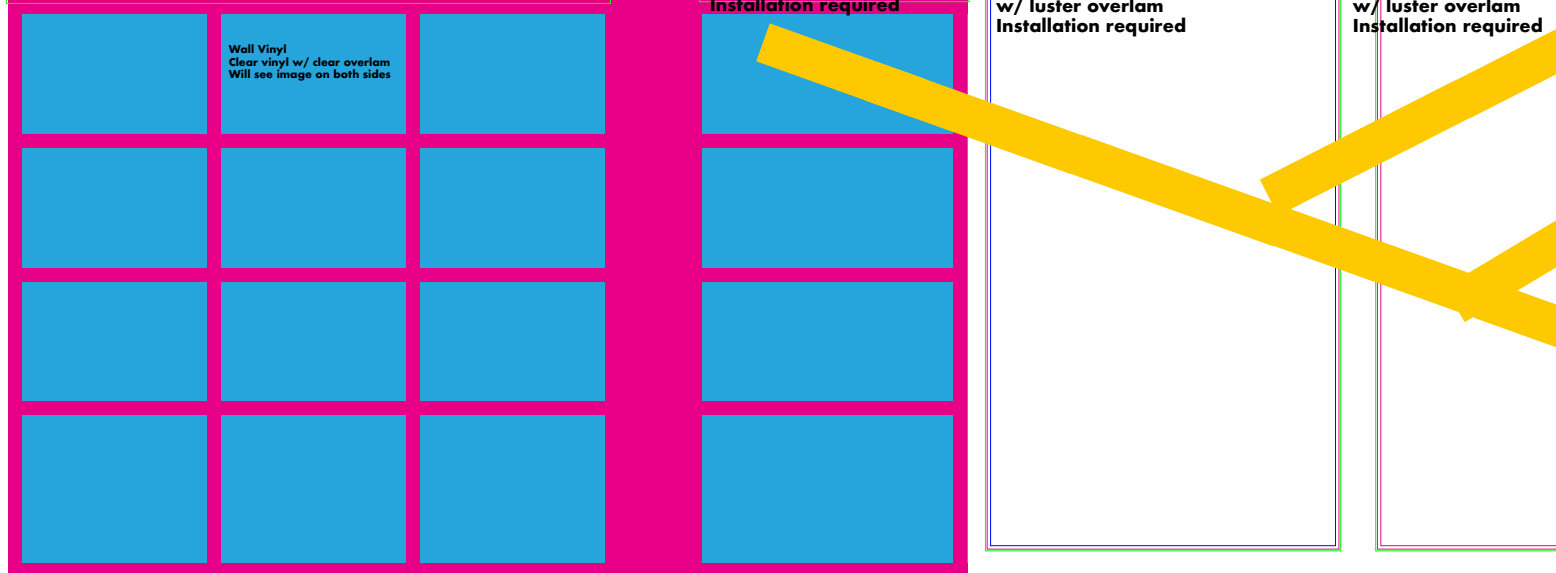 Installation required
Wall Vinyl
Clear vinyl w/ clear overlam
Will see image on both sides
w/ luster overlam
Installation required
w/ luster overlam
Installation required